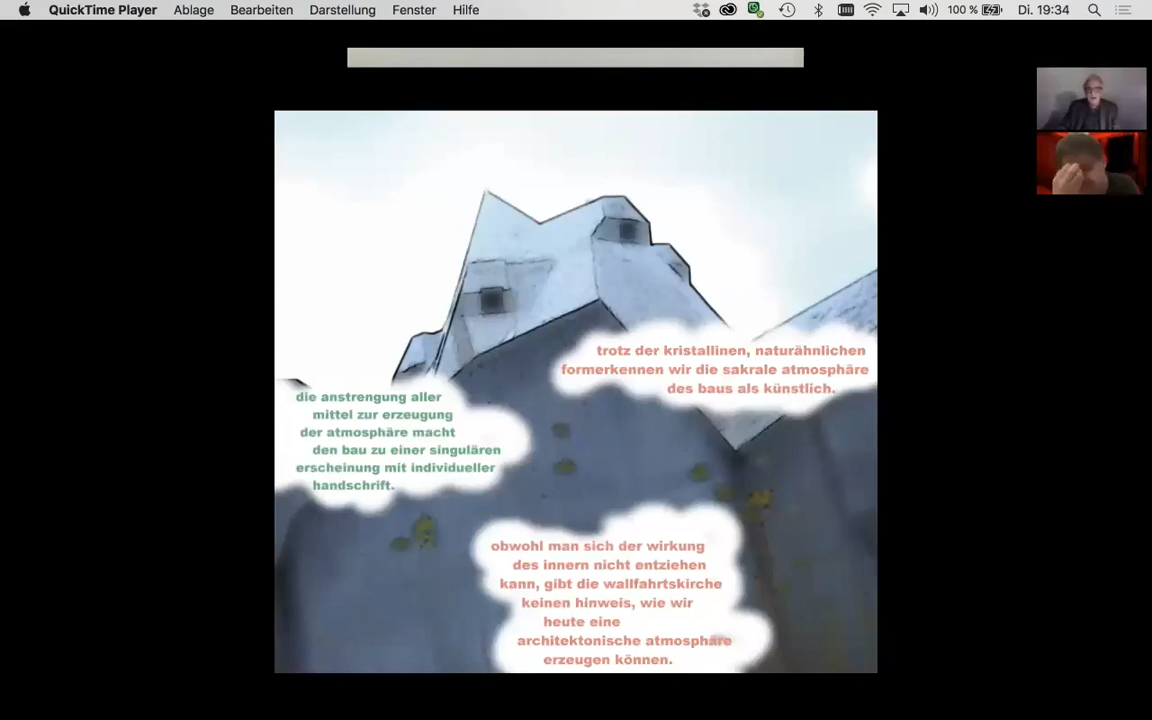 QuickTime Player Ablage Bearbeiten Darstellung Fenster Hilfe 100 % Di. 19:34
trotz der kristallinen, naturähnlichen
formerkennen wir die sakrale atmosphäre
des baus als künstlich.
die anstrengung aller
mittel zur erzeugung
der atmosphäre macht
den bau zu einer singulären
erscheinung mit individueller
handschrift.
obwohl man sich der wirkung
des innern nicht entziehen
kann, gibt die wallfahrtskirche
keinen hinweis, wie wir
heute eine
architektonische atmosphäre
erzeugen können.